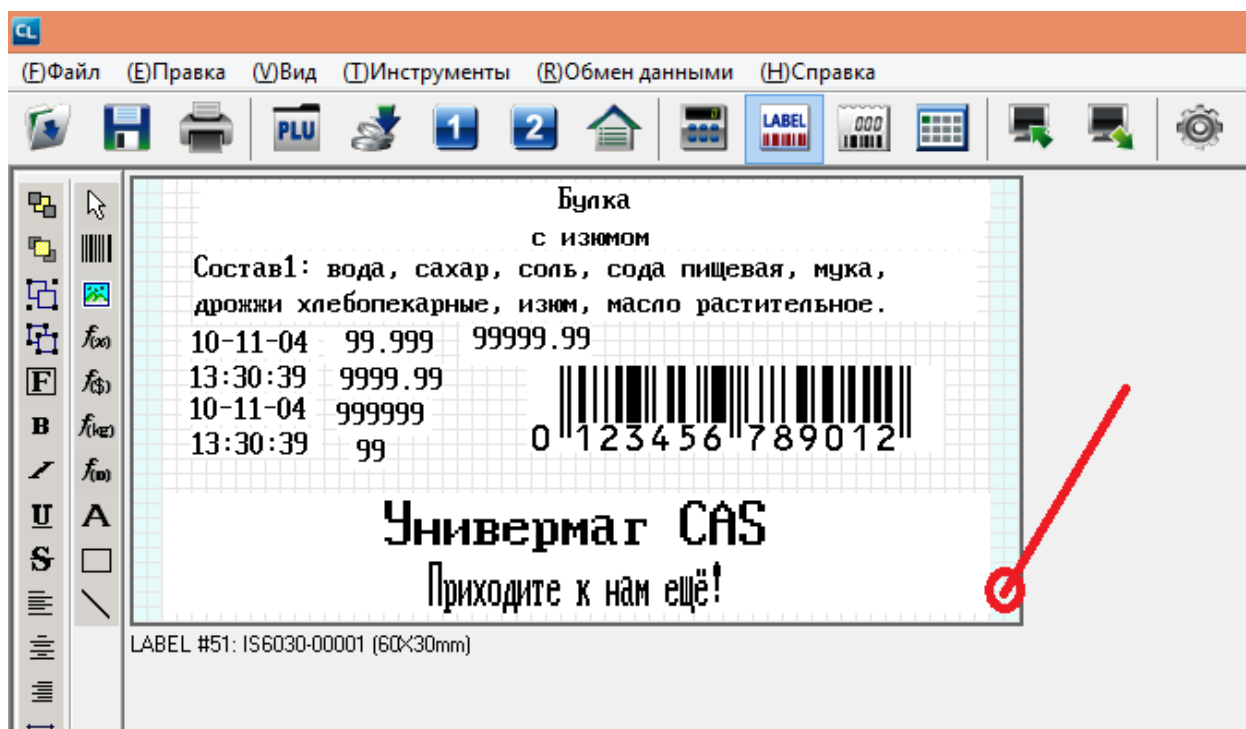 CL
(F)Файл (E)Правка (V)Вид (T)Инструменты (R)Обмен данными (H)Справка
PLU 1 2 LABEL 000
Булка
с изюмом
Состав1: вода, сахар, соль, сода пищевая, мука,
дрожжи хлебопекарные, изюм, масло растительное.
10-11-04 99.999 99999.99
13:30:39 9999.99
10-11-04 999999
13:30:39 99
0 123456 789012
Универмаг CAS
Приходите к нам ещё!
LABEL #51: IS6030-00001 (60X30mm)
f(x)
F f($)
B f(kg)
I f(m)
U A
S